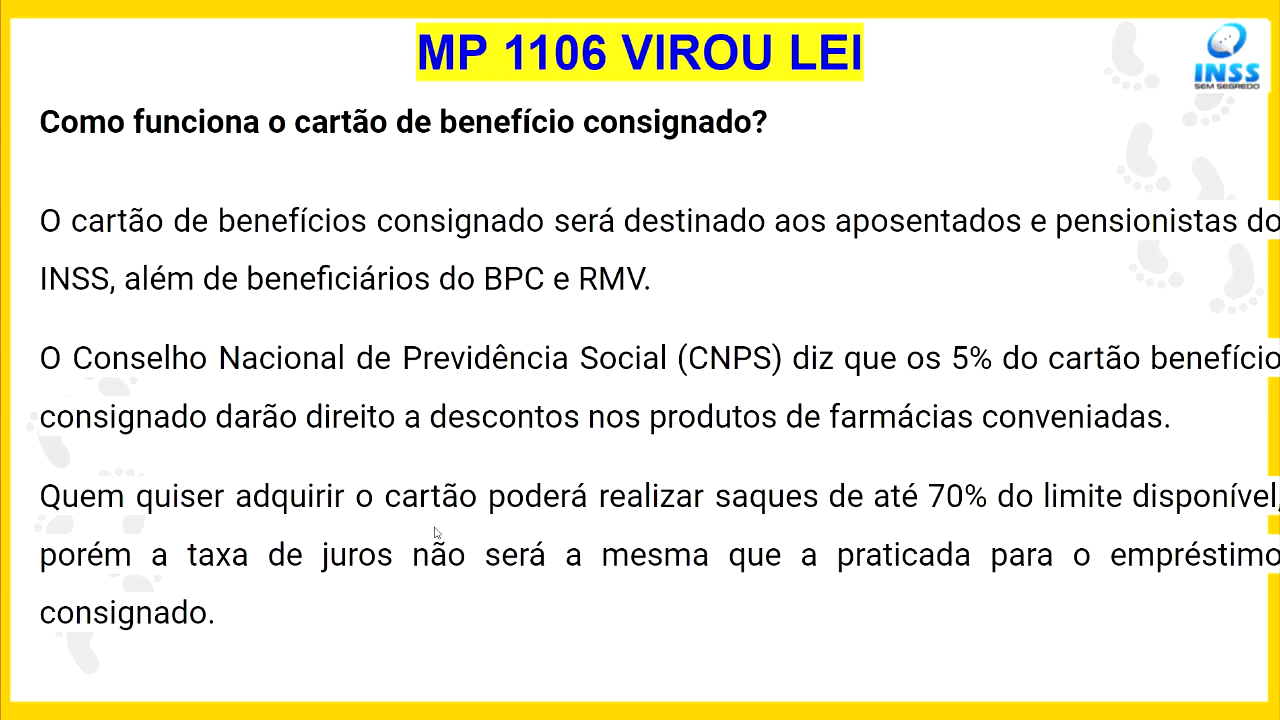 MP 1106 VIROU LEI
INSS
SEM SEGREDO
Como funciona o cartão de benefício consignado?
O cartão de benefícios consignado será destinado aos aposentados e pensionistas do
INSS, além de beneficiários do BPC e RMV.
O Conselho Nacional de Previdência Social (CNPS) diz que os 5% do cartão benefício
consignado darão direito a descontos nos produtos de farmácias conveniadas.
Quem quiser adquirir o cartão poderá realizar saques de até 70% do limite disponível,
porém a taxa de juros não será a mesma que a praticada para o empréstimo
consignado.